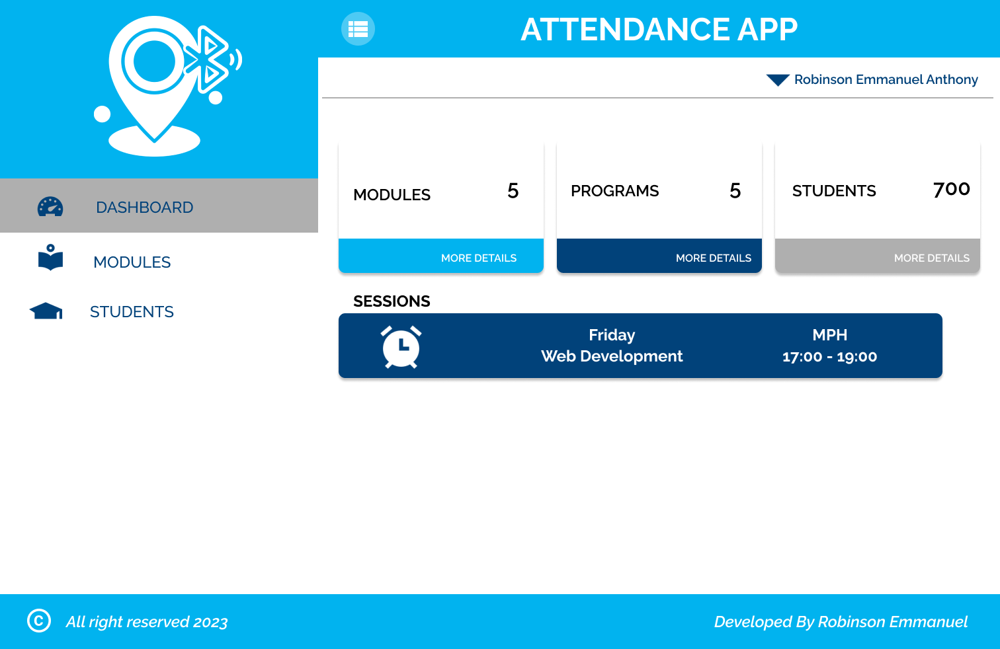 ATTENDANCE APP
Robinson Emmanuel Anthony
DASHBOARD
MODULES
STUDENTS
MODULES 5
MORE DETAILS
PROGRAMS 5
MORE DETAILS
STUDENTS 700
MORE DETAILS
SESSIONS
Friday
Web Development
MPH
17:00 - 19:00
© All right reserved 2023
Developed By Robinson Emmanuel